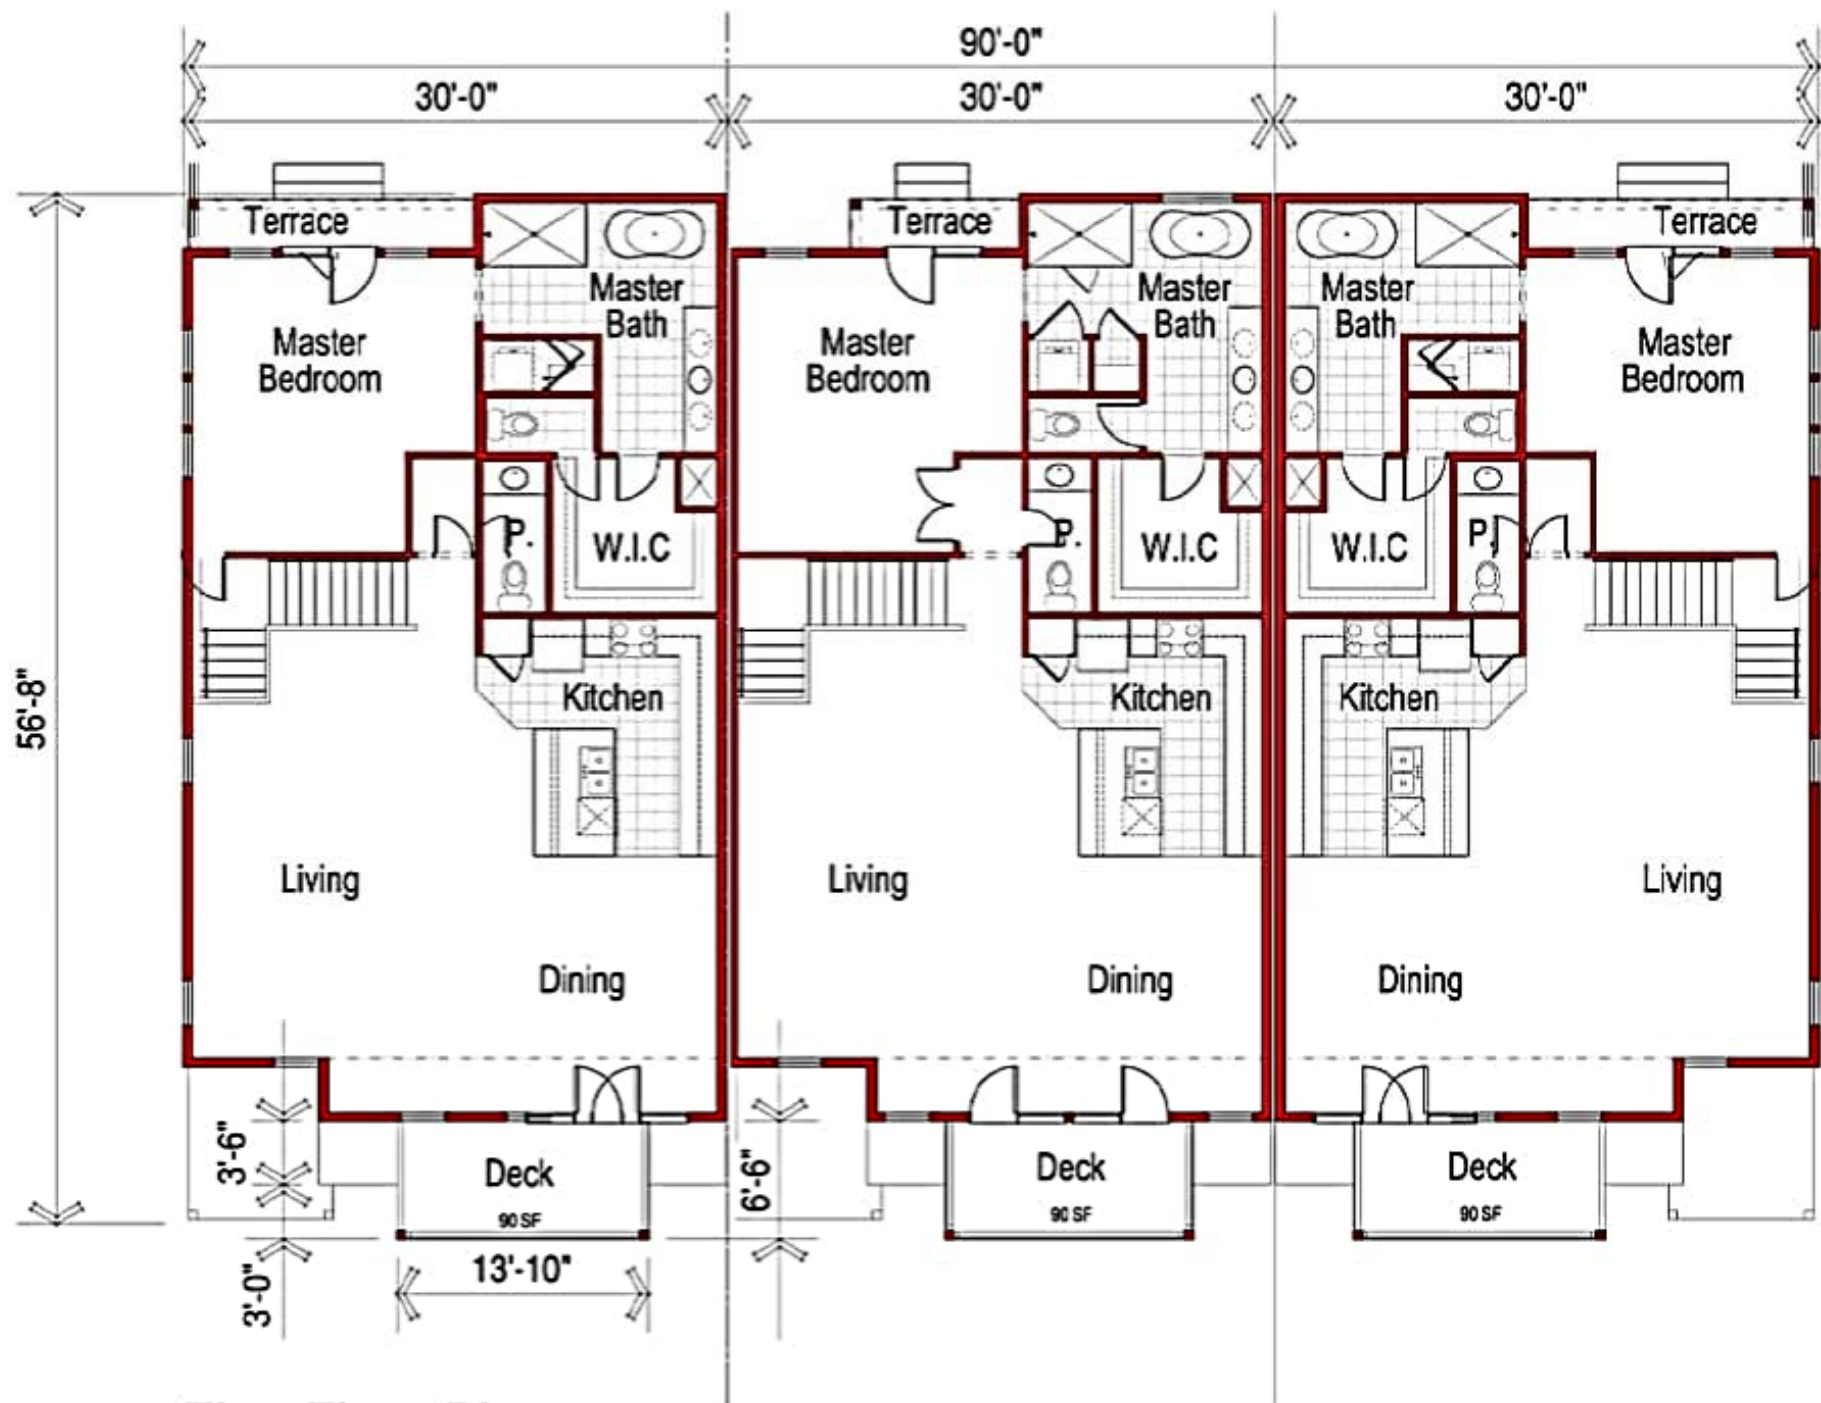 90'-0"
30'-0" 30'-0" 30'-0"
Terrace Terrace Terrace
Master Bath Master Bath Master Bath
Master Bedroom Master Bedroom Master Bedroom
P. W.I.C P. W.I.C W.I.C P.
56'-8"
Kitchen Kitchen Kitchen
Living Living Living
Dining Dining Dining
3'-6" 6'-6"
Deck Deck Deck
90 SF 90 SF 90 SF
13'-10"
3'-0"